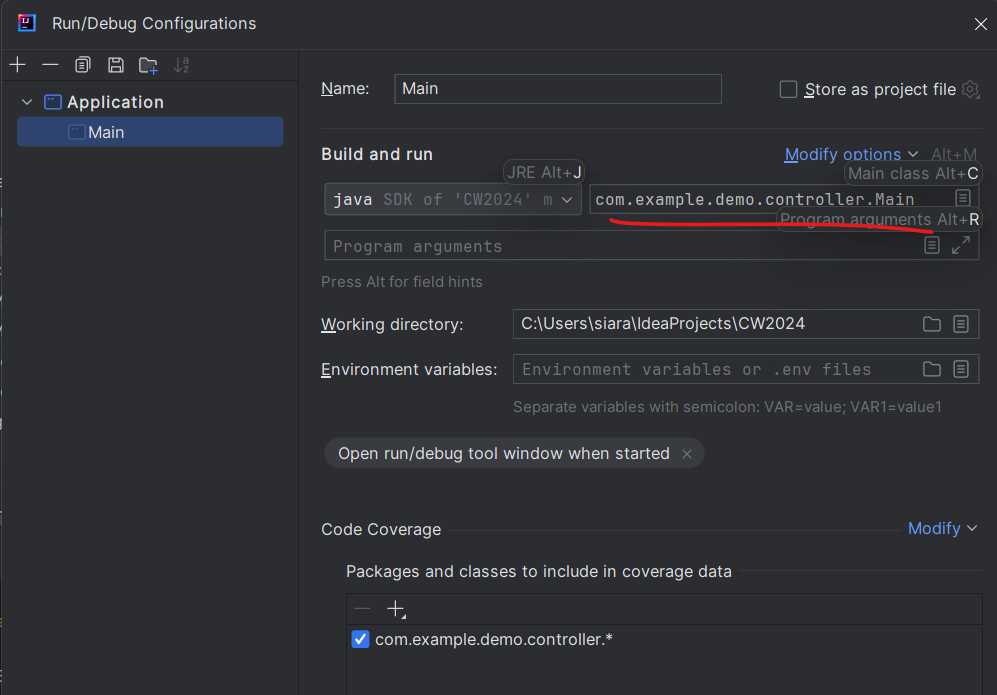 Run/Debug Configurations
Application
Main
Name: Main Store as project file
Build and run Modify options Alt+M
JRE Alt+J Main class Alt+C
java SDK of 'CW2024' m com.example.demo.controller.Main
Program arguments Alt+R
Program arguments
Press Alt for field hints
Working directory: C:\Users\siara\IdeaProjects\CW2024
Environment variables: Environment variables or .env files
Separate variables with semicolon: VAR=value; VAR1=value1
Open run/debug tool window when started
Code Coverage Modify
Packages and classes to include in coverage data
com.example.demo.controller.*